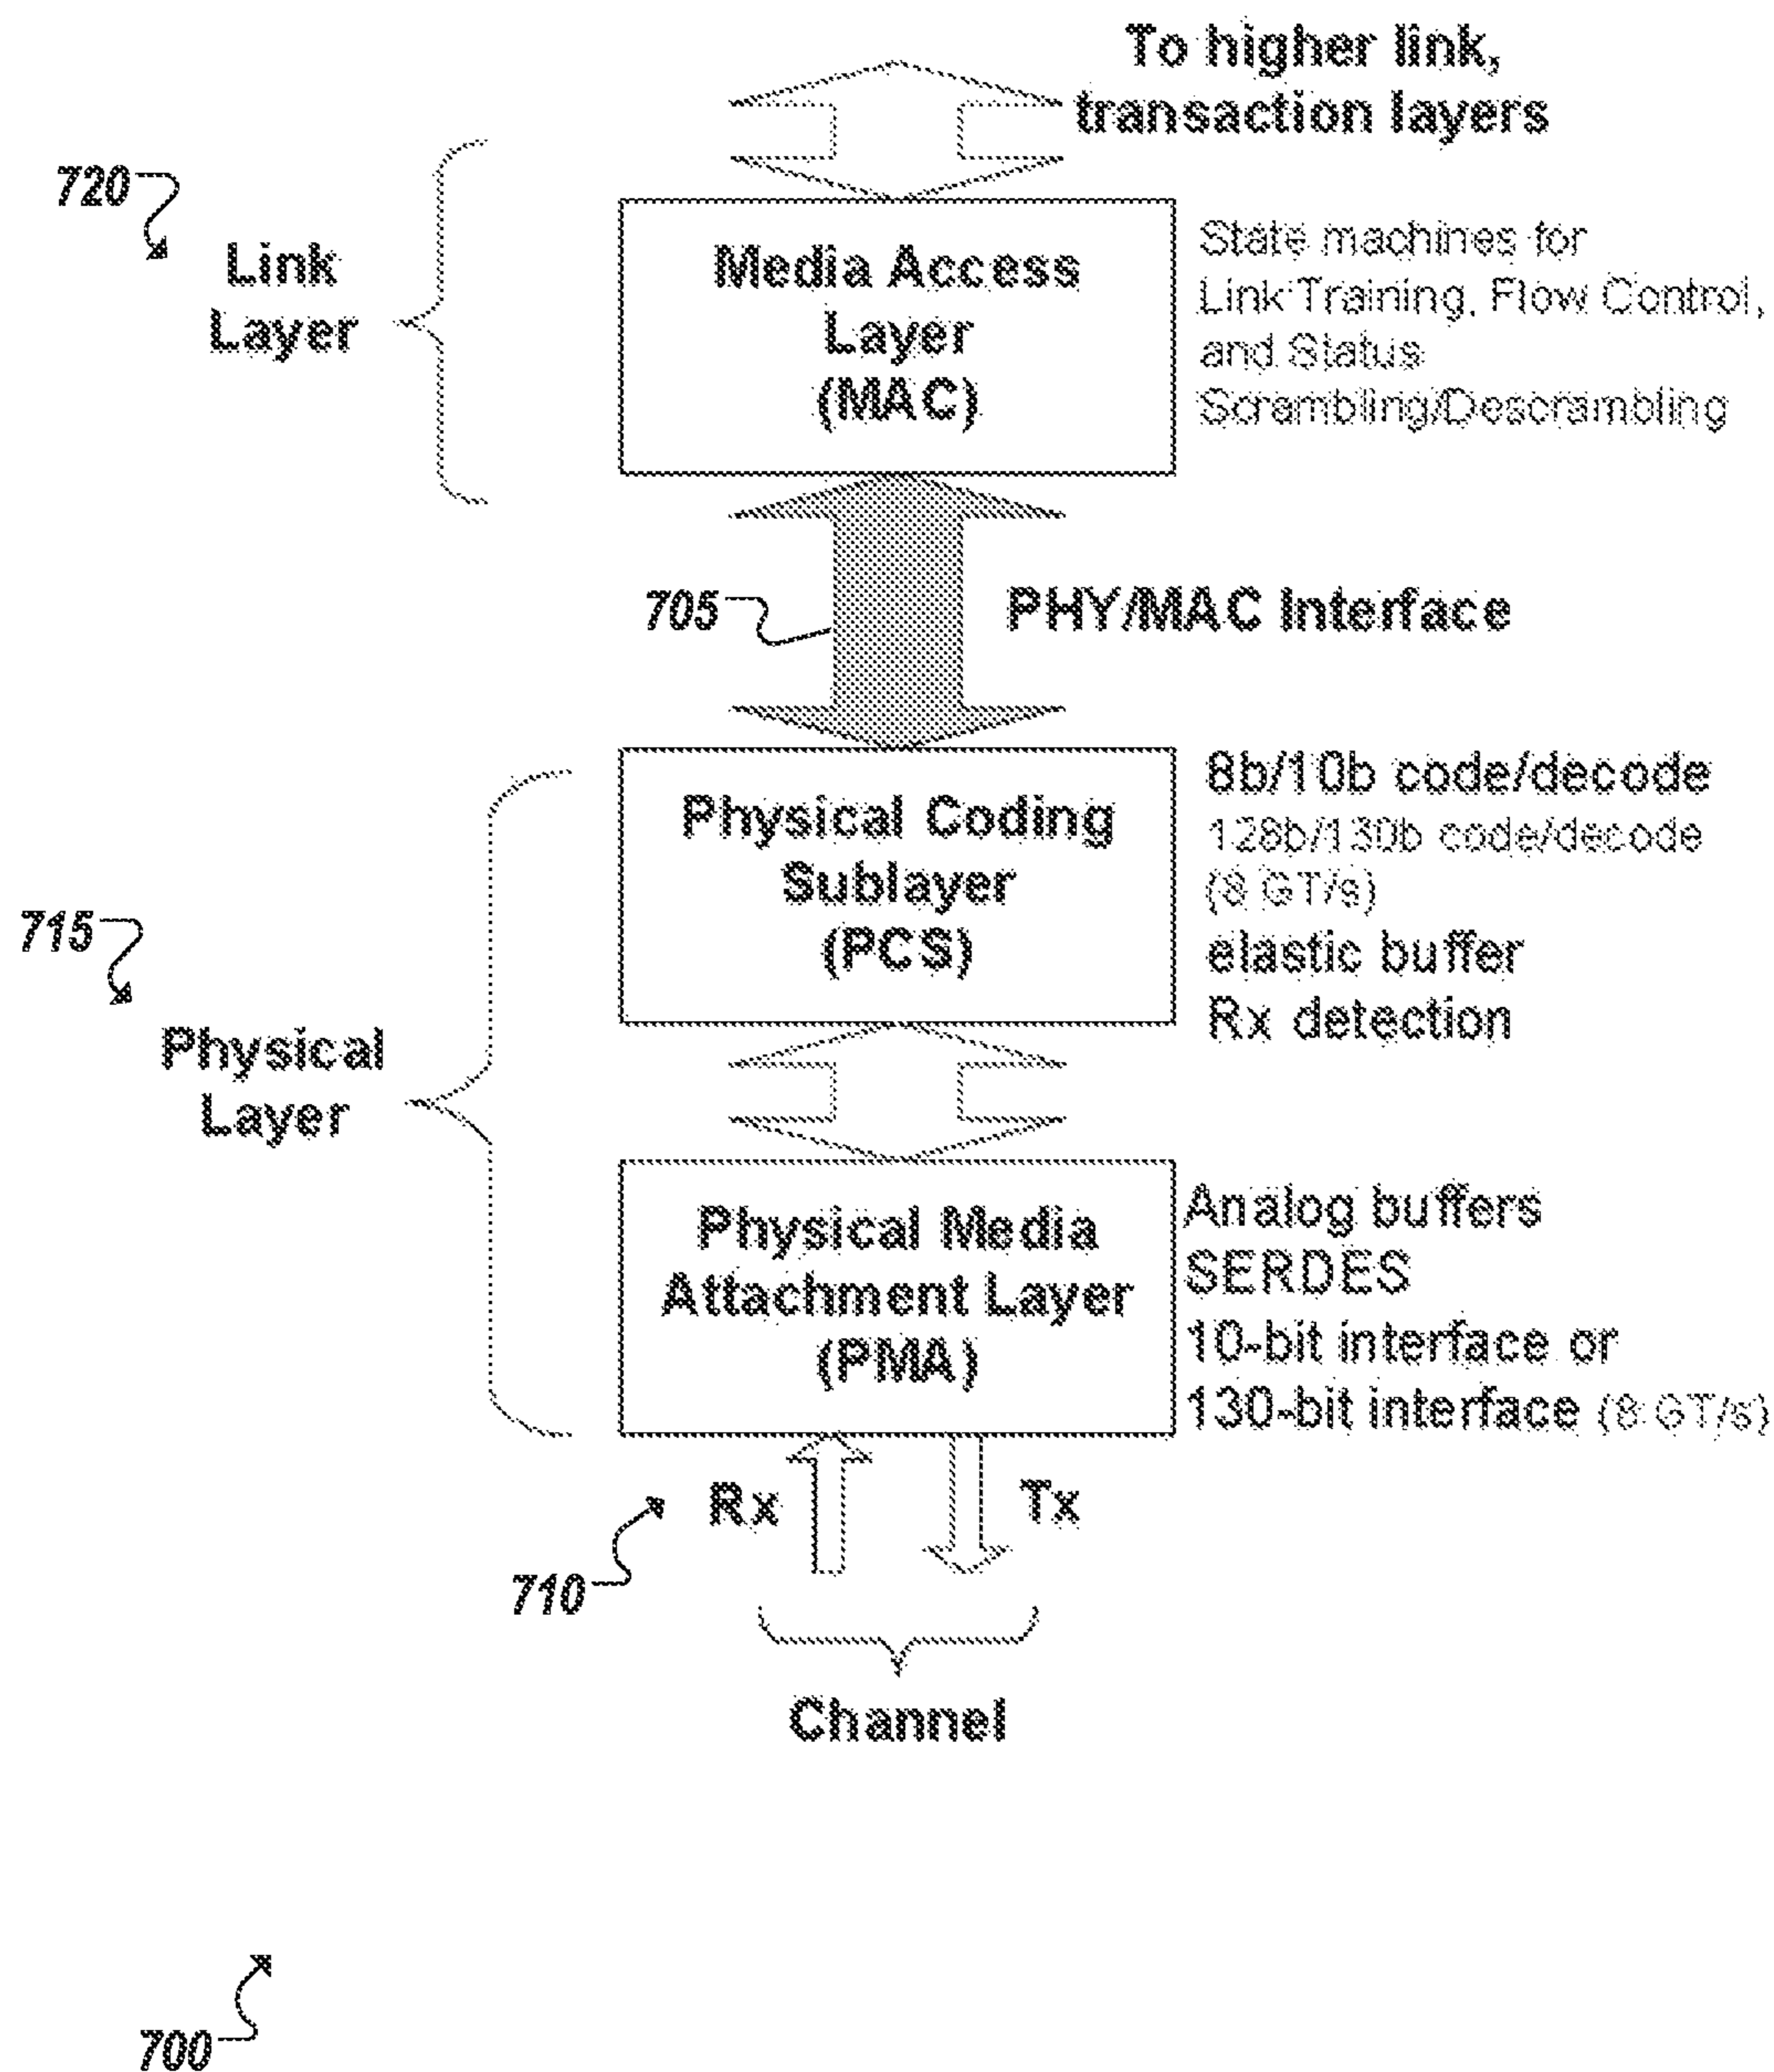 To higher link,
transaction layers
720
Link
Layer
Media Access
Layer
(MAC)
State machines for
Link Training, Flow Control,
and Status
Scrambling/Descrambling
705
PHY/MAC Interface
715
Physical
Layer
Physical Coding
Sublayer
(PCS)
8b/10b code/decode
128b/130b code/decode
(8 GT/s)
elastic buffer
Rx detection
Physical Media
Attachment Layer
(PMA)
Analog buffers
SERDES
10-bit interface or
130-bit interface (8 GT/s)
710
Rx
Tx
Channel
700